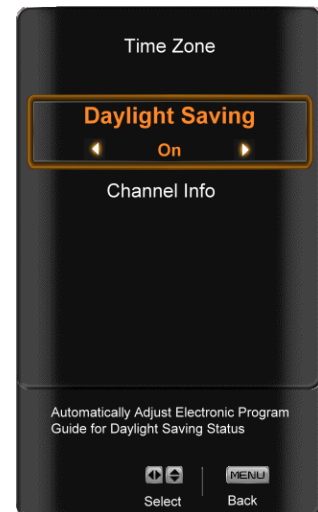 Time Zone
Daylight Saving
On
Channel Info
Automatically Adjust Electronic Program
Guide for Daylight Saving Status
MENU
Select Back